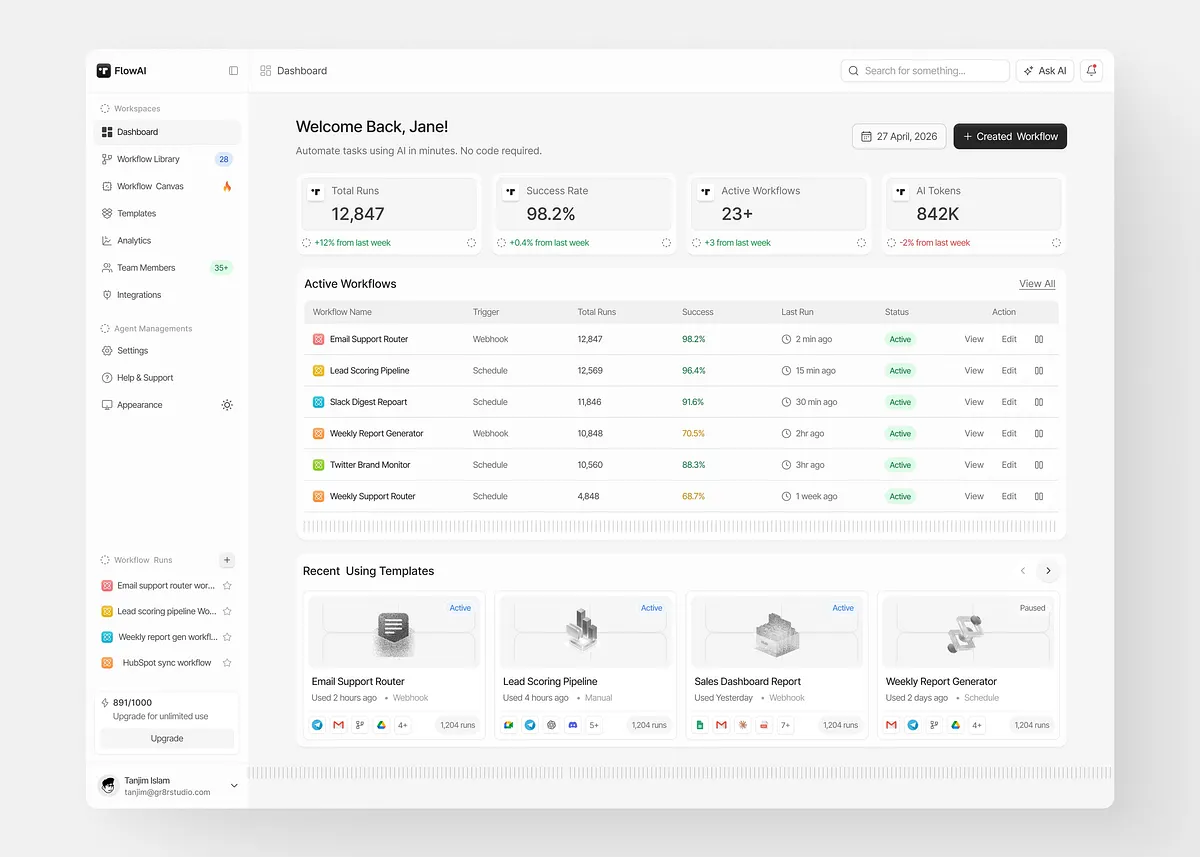 FlowAI
Dashboard
Search for something...
Ask AI
Workspaces
Dashboard
Workflow Library 28
Workflow Canvas
Templates
Analytics
Team Members 35+
Integrations
Agent Managements
Settings
Help & Support
Appearance
Workflow Runs
Email support router wor...
Lead scoring pipeline Wo...
Weekly report gen workfl...
HubSpot sync workflow
891/1000
Upgrade for unlimited use
Upgrade
Tanjim Islam
tanjim@gr8rstudio.com
Welcome Back, Jane!
Automate tasks using AI in minutes. No code required.
27 April, 2026
+ Created Workflow
Total Runs
12,847
+12% from last week
Success Rate
98.2%
+0.4% from last week
Active Workflows
23+
+3 from last week
AI Tokens
842K
-2% from last week
Active Workflows
View All
Workflow Name Trigger Total Runs Success Last Run Status Action
Email Support Router Webhook 12,847 98.2% 2 min ago Active View Edit
Lead Scoring Pipeline Schedule 12,569 96.4% 15 min ago Active View Edit
Slack Digest Repoart Schedule 11,846 91.6% 30 min ago Active View Edit
Weekly Report Generator Webhook 10,848 70.5% 2hr ago Active View Edit
Twitter Brand Monitor Schedule 10,560 88.3% 3hr ago Active View Edit
Weekly Support Router Schedule 4,848 68.7% 1 week ago Active View Edit
Recent Using Templates
Active
Email Support Router
Used 2 hours ago • Webhook
4+ 1,204 runs
Active
Lead Scoring Pipeline
Used 4 hours ago • Manual
5+ 1,204 runs
Active
Sales Dashboard Report
Used Yesterday • Webhook
7+ 1,204 runs
Paused
Weekly Report Generator
Used 2 days ago • Schedule
4+ 1,204 runs